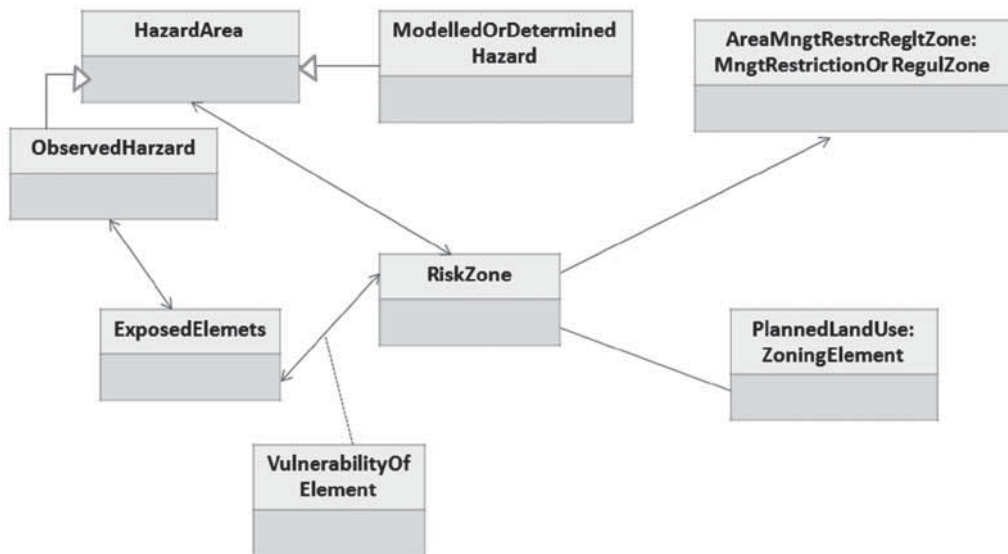 HazardArea
ModelledOrDetermined
Hazard
AreaMngtRestrcRegltZone:
MngtRestrictionOr RegulZone
ObservedHarzard
RiskZone
ExposedElemets
PlannedLandUse:
ZoningElement
VulnerabilityOf
Element